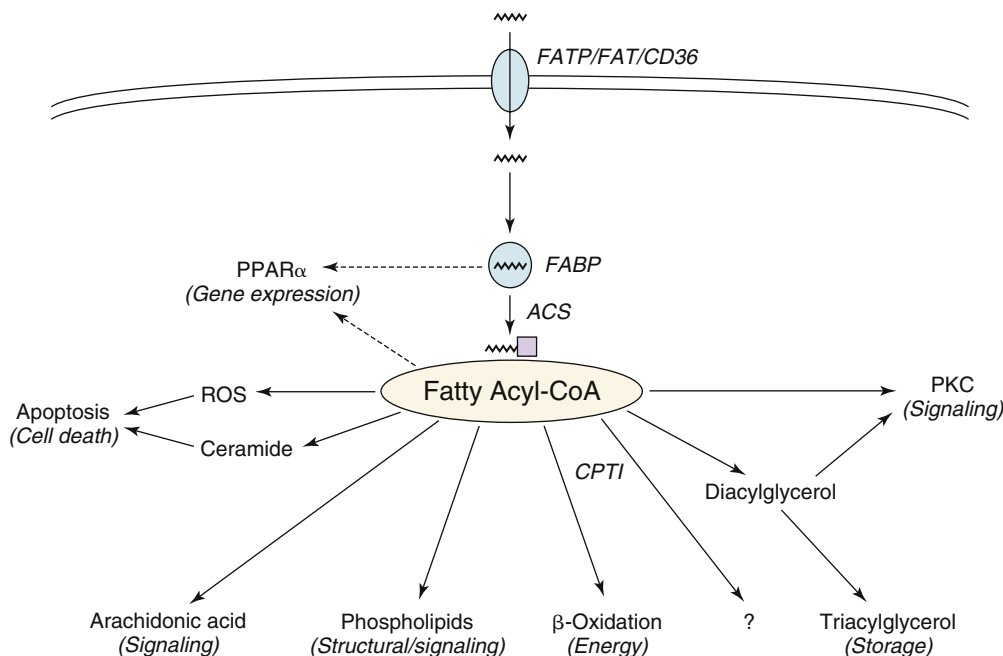 FATP/FAT/CD36
FABP
PPARα
(Gene expression)
ACS
Fatty Acyl-CoA
ROS
PKC
(Signaling)
Apoptosis
(Cell death)
Ceramide
CPTI
Diacylglycerol
Arachidonic acid
(Signaling)
Phospholipids
(Structural/signaling)
β-Oxidation
(Energy)
?
Triacylglycerol
(Storage)